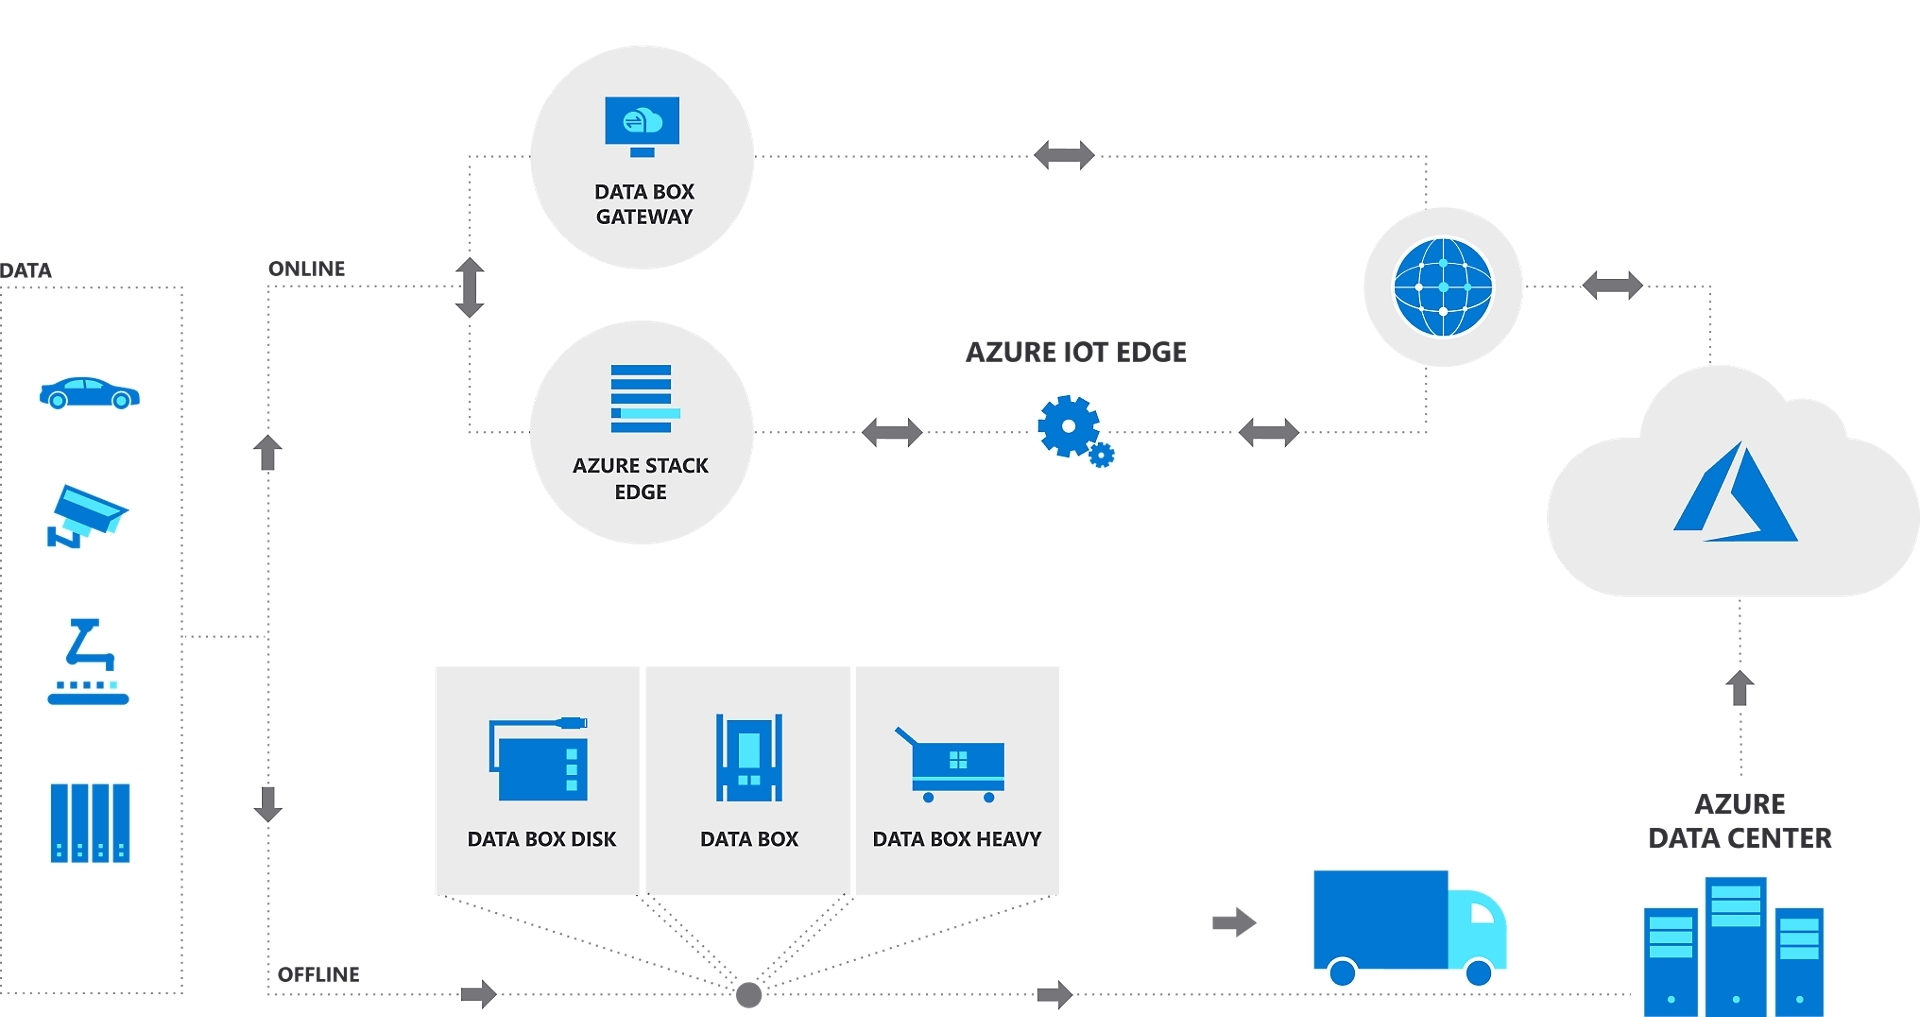 DATA
ONLINE
DATA BOX
GATEWAY
AZURE STACK
EDGE
AZURE IOT EDGE
DATA BOX DISK
DATA BOX
DATA BOX HEAVY
OFFLINE
AZURE
DATA CENTER